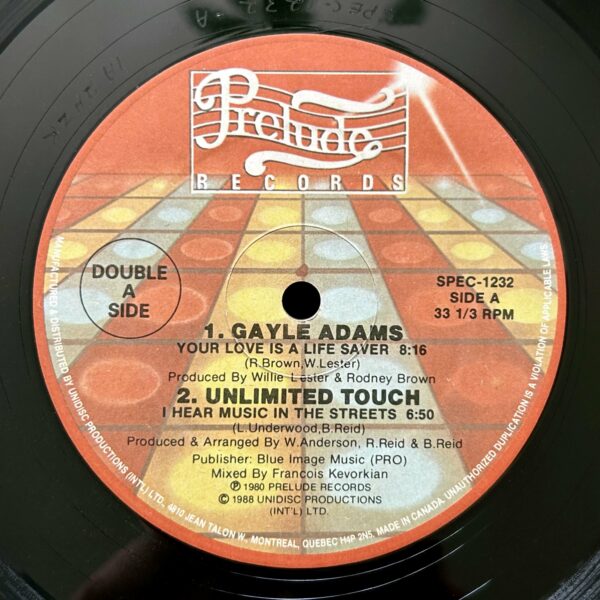 SPEC-1232 A
Prelude
RECORDS
DOUBLE
A
SIDE
SPEC-1232
SIDE A
33 1/3 RPM
1. GAYLE ADAMS
YOUR LOVE IS A LIFE SAVER 8:16
(R.Brown,W.Lester)
Produced By Willie Lester & Rodney Brown
2. UNLIMITED TOUCH
I HEAR MUSIC IN THE STREETS 6:50
(L.Underwood,B.Reid)
Produced & Arranged By W.Anderson, R.Reid & B.Reid
Publisher: Blue Image Music (PRO)
Mixed By Francois Kevorkian
Ⓟ 1980 PRELUDE RECORDS
© 1988 UNIDISC PRODUCTIONS
(INT'L) LTD.
MANUFACTURED & DISTRIBUTED BY UNIDISC PRODUCTIONS (INT'L) LTD., 4810 JEAN TALON W., MONTREAL, QUEBEC H4P 2N5. MADE IN CANADA. UNAUTHORIZED DUPLICATION IS A VIOLATION OF APPLICABLE LAWS.